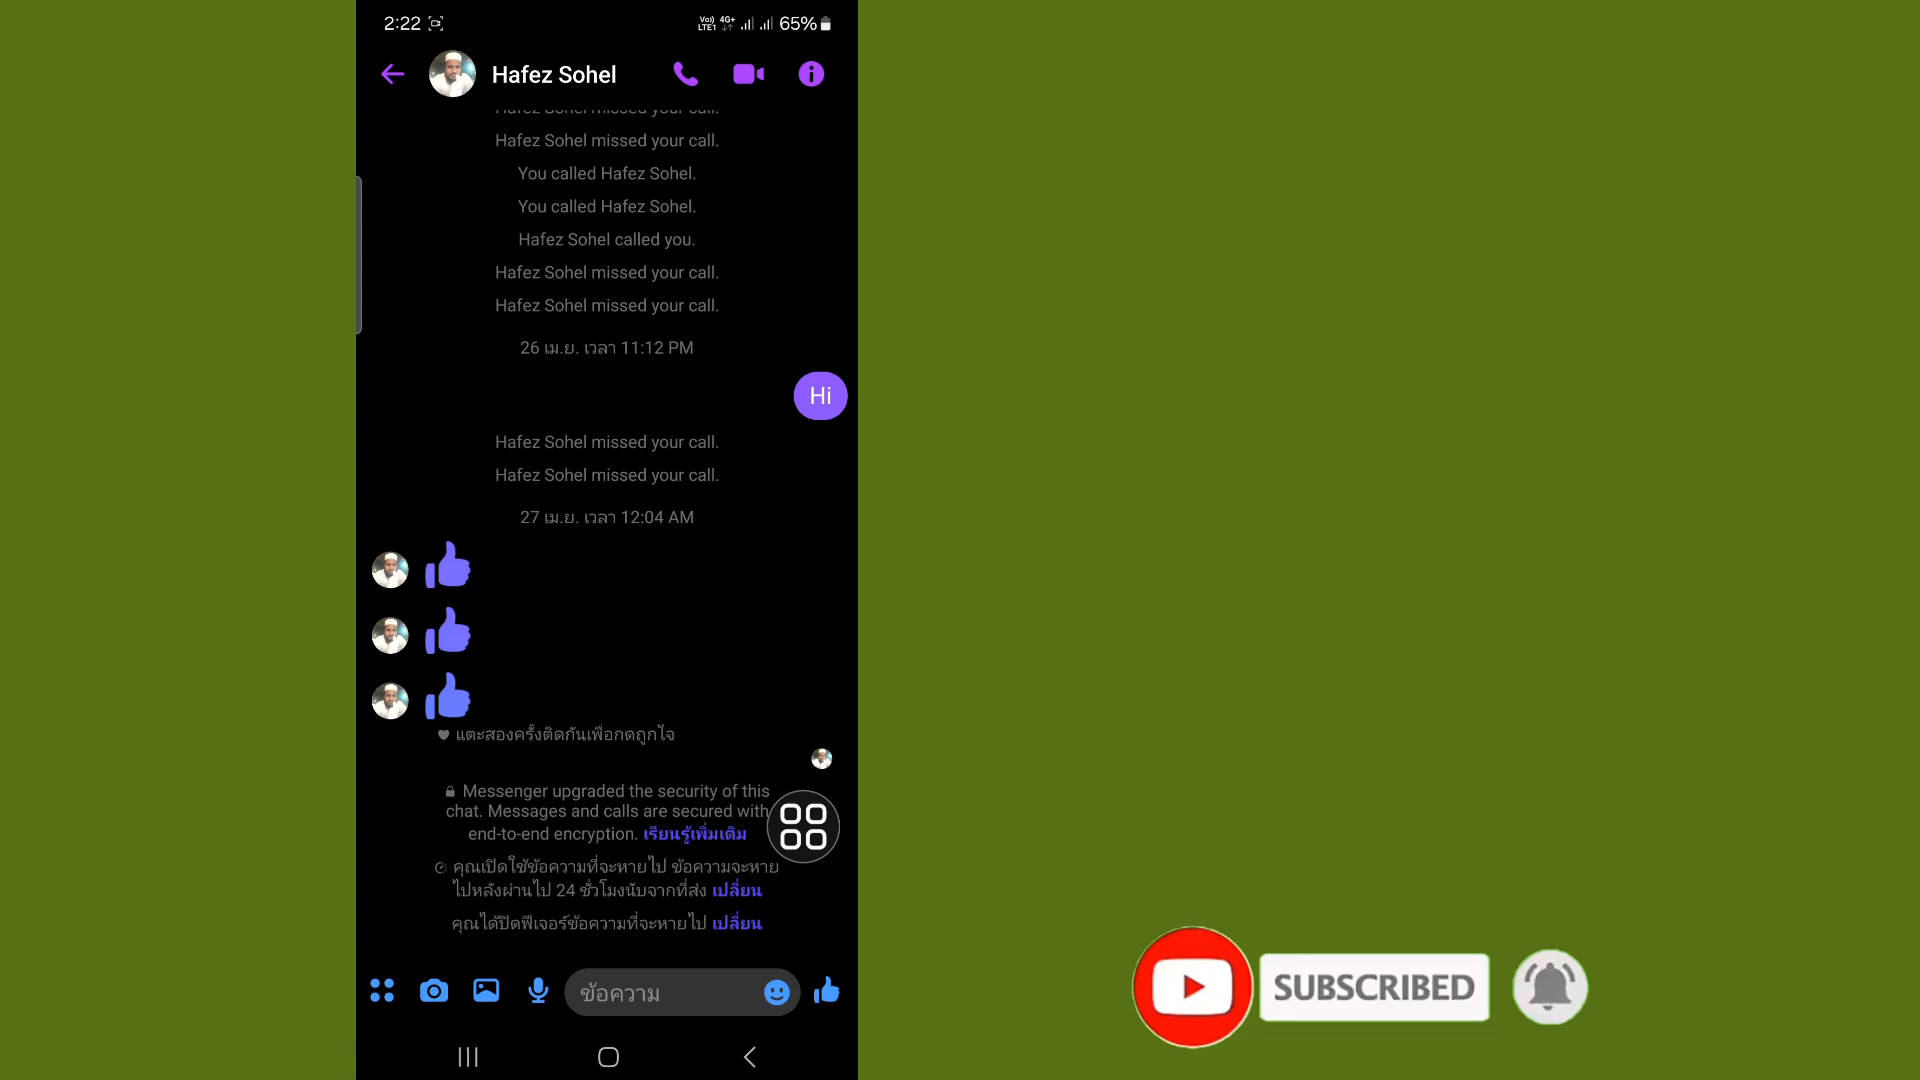 2:22
Vo)) 4G+ 65%
LTE1
Hafez Sohel
Hafez Sohel missed your call.
Hafez Sohel missed your call.
You called Hafez Sohel.
You called Hafez Sohel.
Hafez Sohel called you.
Hafez Sohel missed your call.
Hafez Sohel missed your call.
26 เม.ย. เวลา 11:12 PM
Hi
Hafez Sohel missed your call.
Hafez Sohel missed your call.
27 เม.ย. เวลา 12:04 AM
แตะสองครั้งติดกันเพื่อกดถูกใจ
Messenger upgraded the security of this
chat. Messages and calls are secured with
end-to-end encryption. เรียนรู้เพิ่มเติม
คุณเปิดใช้ข้อความที่จะหายไป ข้อความจะหาย
ไปหลังผ่านไป 24 ชั่วโมงนับจากที่ส่ง เปลี่ยน
คุณได้ปิดฟีเจอร์ข้อความที่จะหายไป เปลี่ยน
ข้อความ
SUBSCRIBED